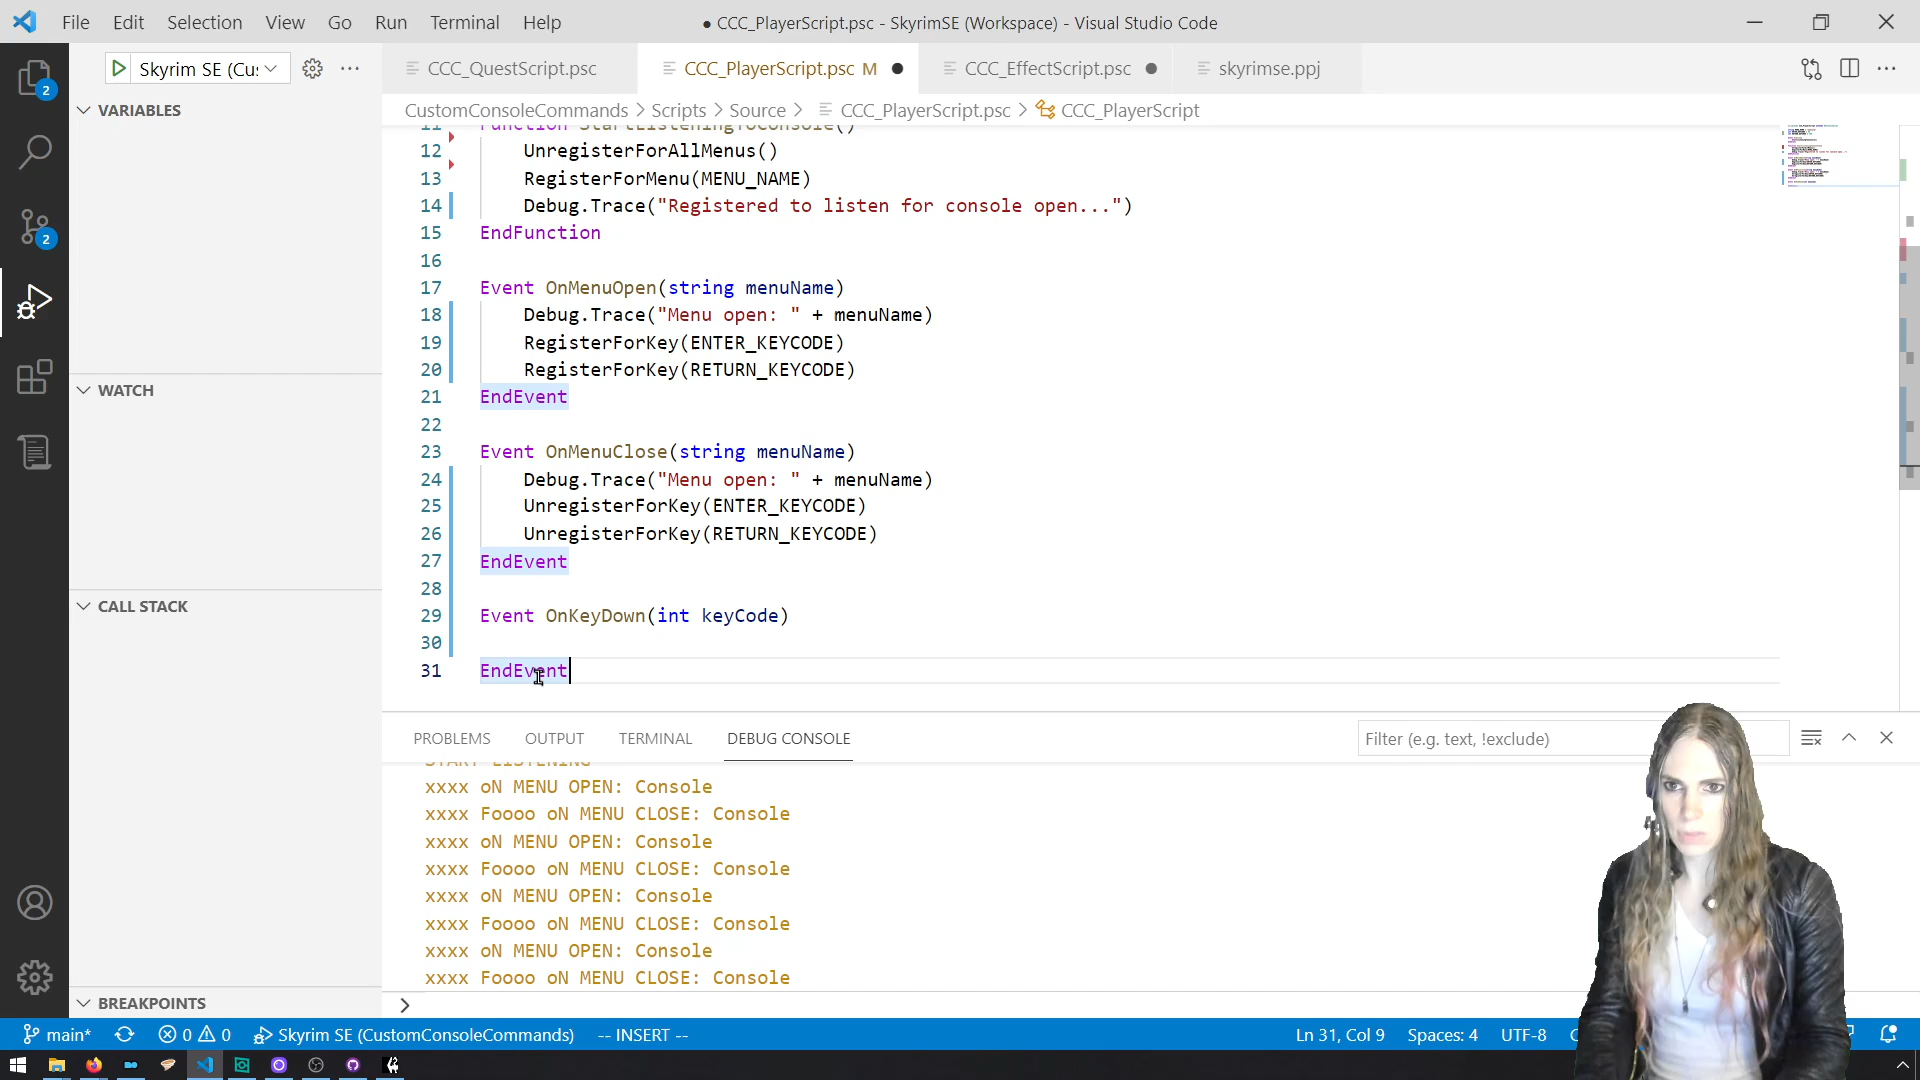 File Edit Selection View Go Run Terminal Help
● CCC_PlayerScript.psc - SkyrimSE (Workspace) - Visual Studio Code
Skyrim SE (Cu
CCC_QuestScript.psc
CCC_PlayerScript.psc M
CCC_EffectScript.psc
skyrimse.ppj
VARIABLES
CustomConsoleCommands > Scripts > Source > CCC_PlayerScript.psc > CCC_PlayerScript
11 Function StartListeningToConsole()
12 UnregisterForAllMenus()
13 RegisterForMenu(MENU_NAME)
14 Debug.Trace("Registered to listen for console open...")
15 EndFunction
16
17 Event OnMenuOpen(string menuName)
18 Debug.Trace("Menu open: " + menuName)
19 RegisterForKey(ENTER_KEYCODE)
20 RegisterForKey(RETURN_KEYCODE)
21 EndEvent
22
23 Event OnMenuClose(string menuName)
24 Debug.Trace("Menu open: " + menuName)
25 UnregisterForKey(ENTER_KEYCODE)
26 UnregisterForKey(RETURN_KEYCODE)
27 EndEvent
28
29 Event OnKeyDown(int keyCode)
30
31 EndEvent
2
2
WATCH
CALL STACK
BREAKPOINTS
PROBLEMS OUTPUT TERMINAL DEBUG CONSOLE
Filter (e.g. text, !exclude)
START LISTENING
xxxx oN MENU OPEN: Console
xxxx Foooo oN MENU CLOSE: Console
xxxx oN MENU OPEN: Console
xxxx Foooo oN MENU CLOSE: Console
xxxx oN MENU OPEN: Console
xxxx Foooo oN MENU CLOSE: Console
xxxx oN MENU OPEN: Console
xxxx Foooo oN MENU CLOSE: Console
>
main* 0 0 Skyrim SE (CustomConsoleCommands) -- INSERT -- Ln 31, Col 9 Spaces: 4 UTF-8